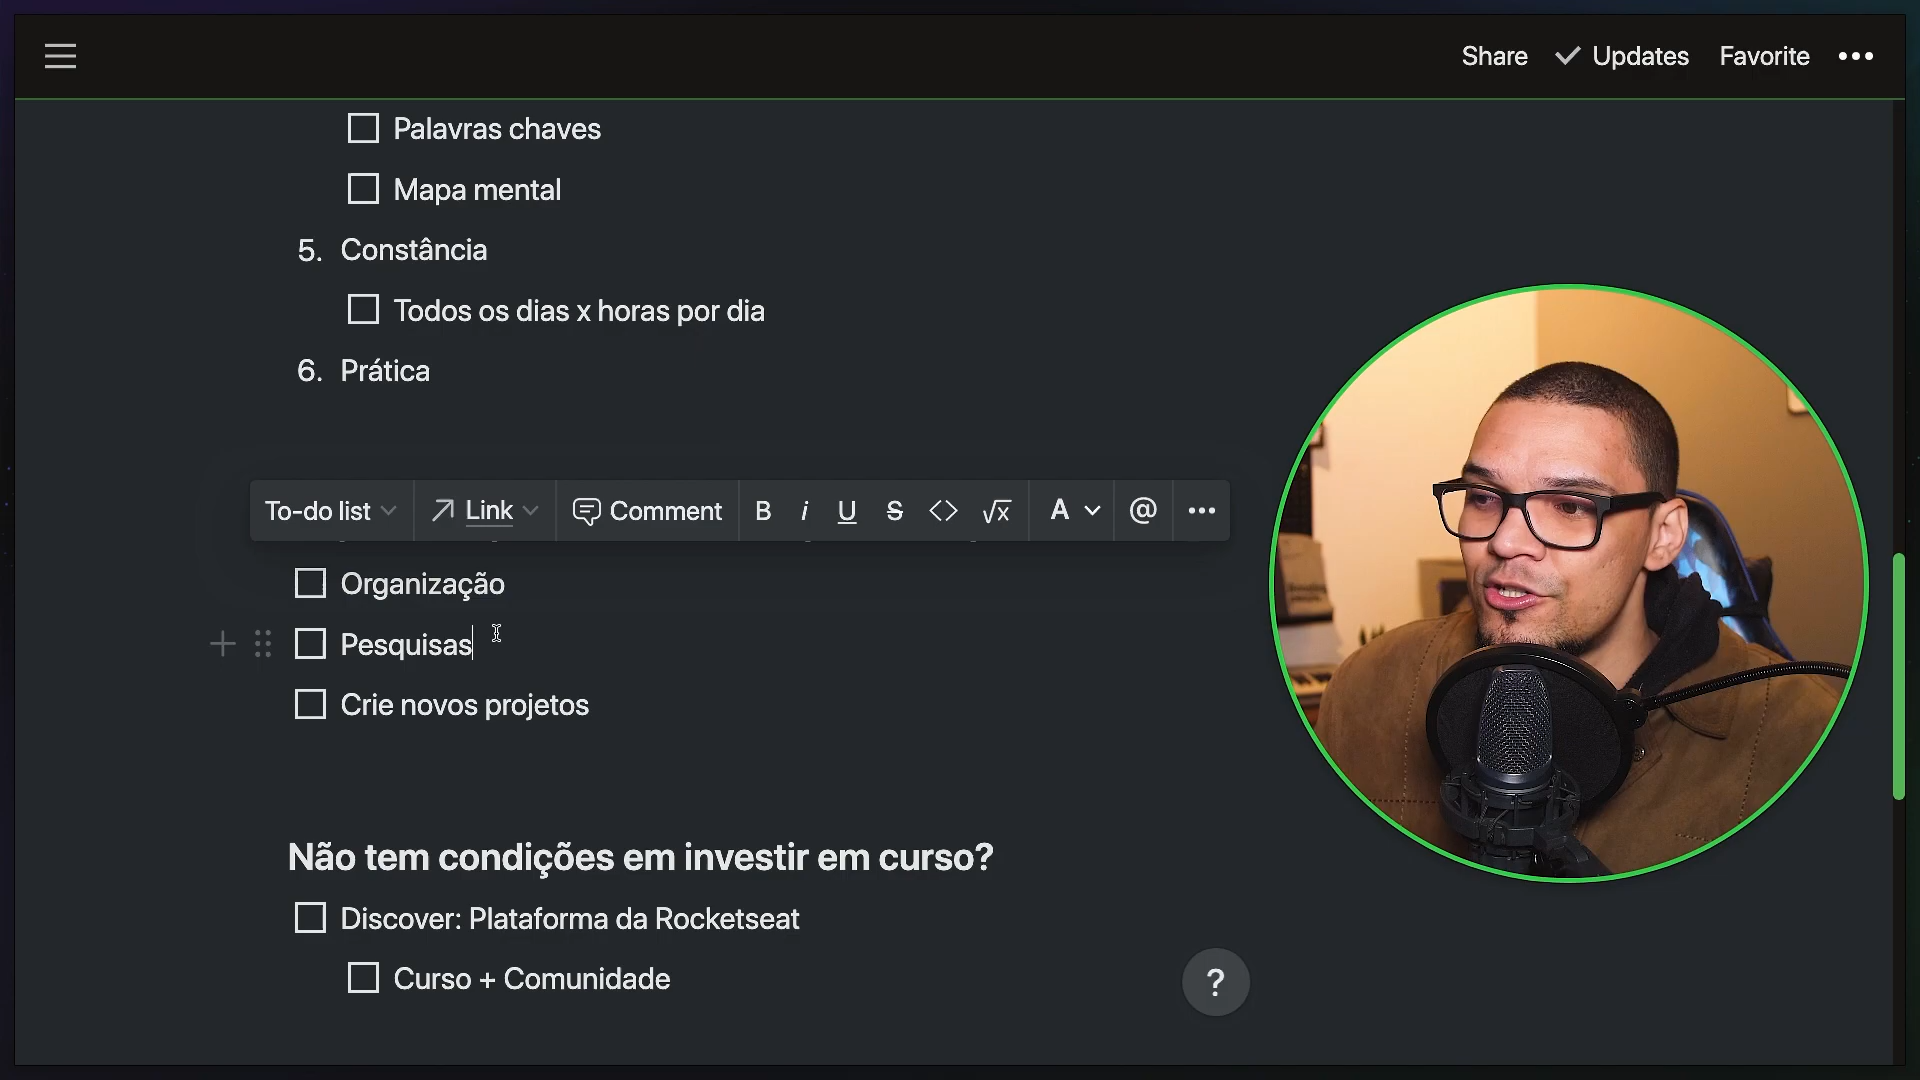 Share ✓ Updates Favorite •••
Palavras chaves
Mapa mental
5. Constância
Todos os dias x horas por dia
6. Prática
To-do list Link Comment B i U S <> √x A @ •••
Organização
Pesquisas
Crie novos projetos
Não tem condições em investir em curso?
Discover: Plataforma da Rocketseat
Curso + Comunidade
?